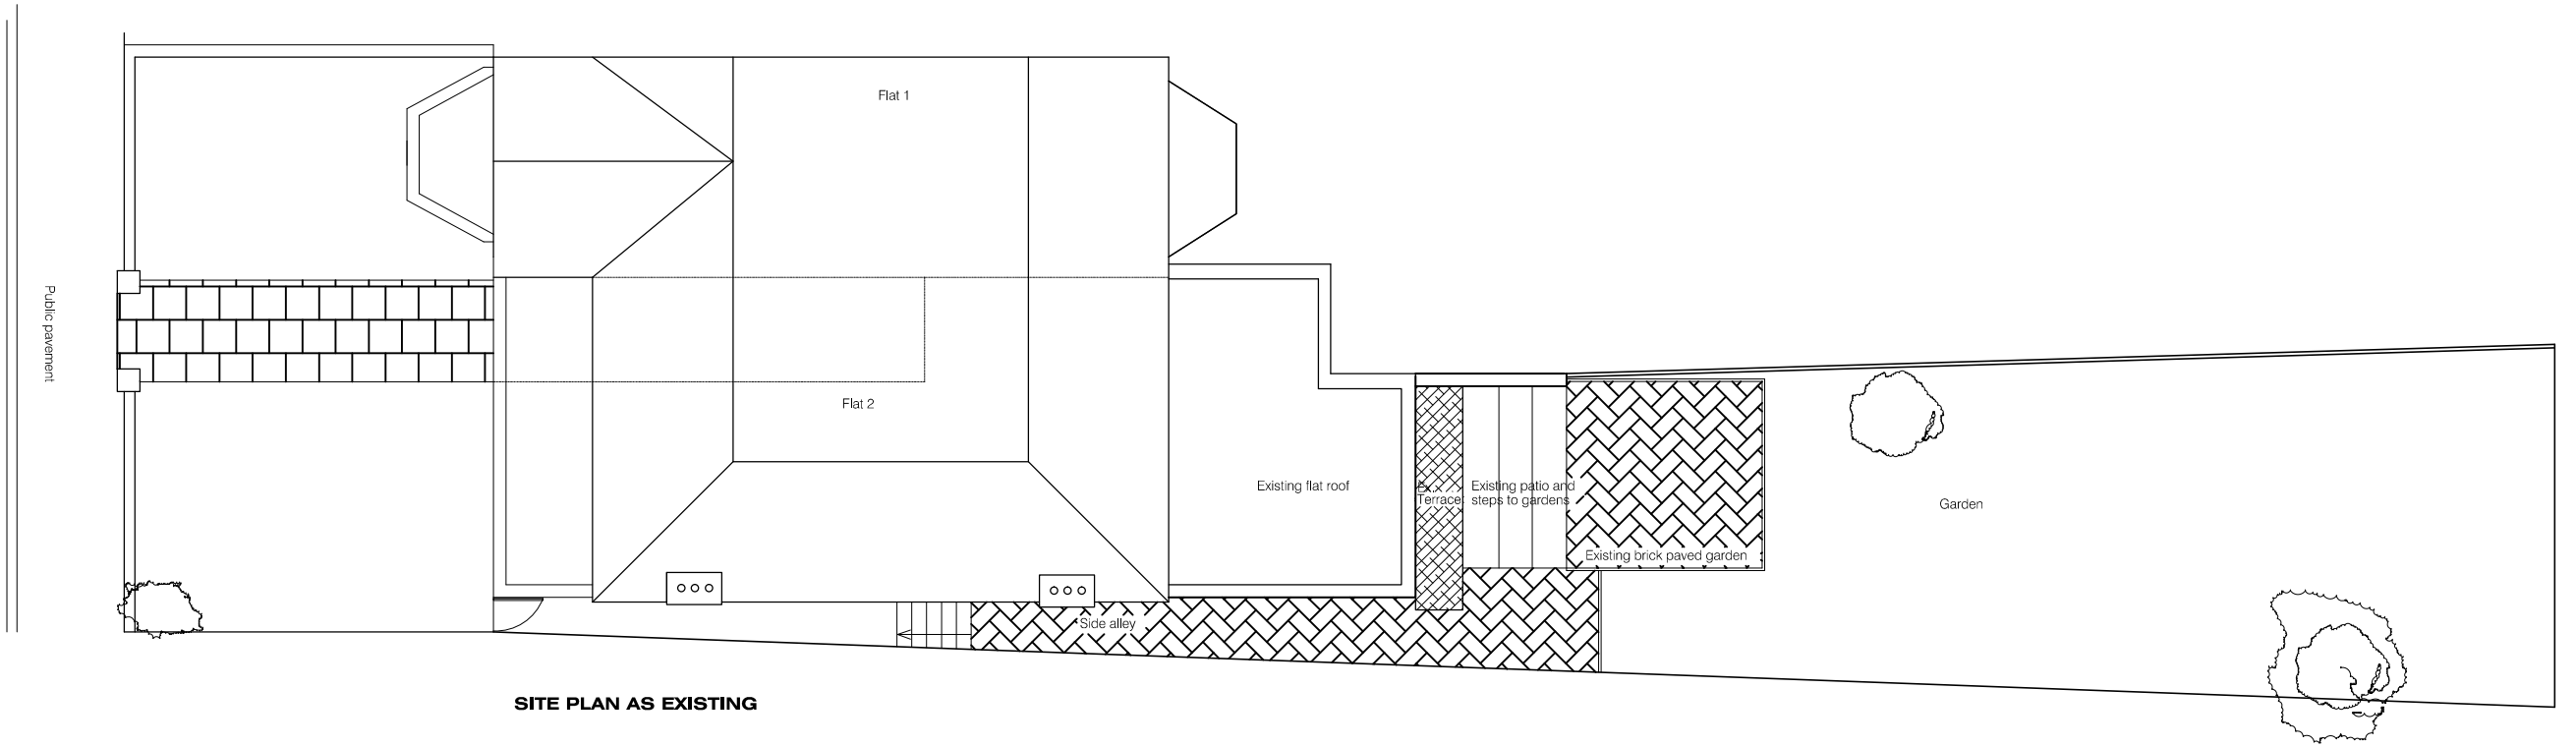 Public pavement
Flat 1
Flat 2
Existing flat roof
Ex.
Terrace
Existing patio and
steps to gardens
Existing brick paved garden
Garden
Side alley
SITE PLAN AS EXISTING